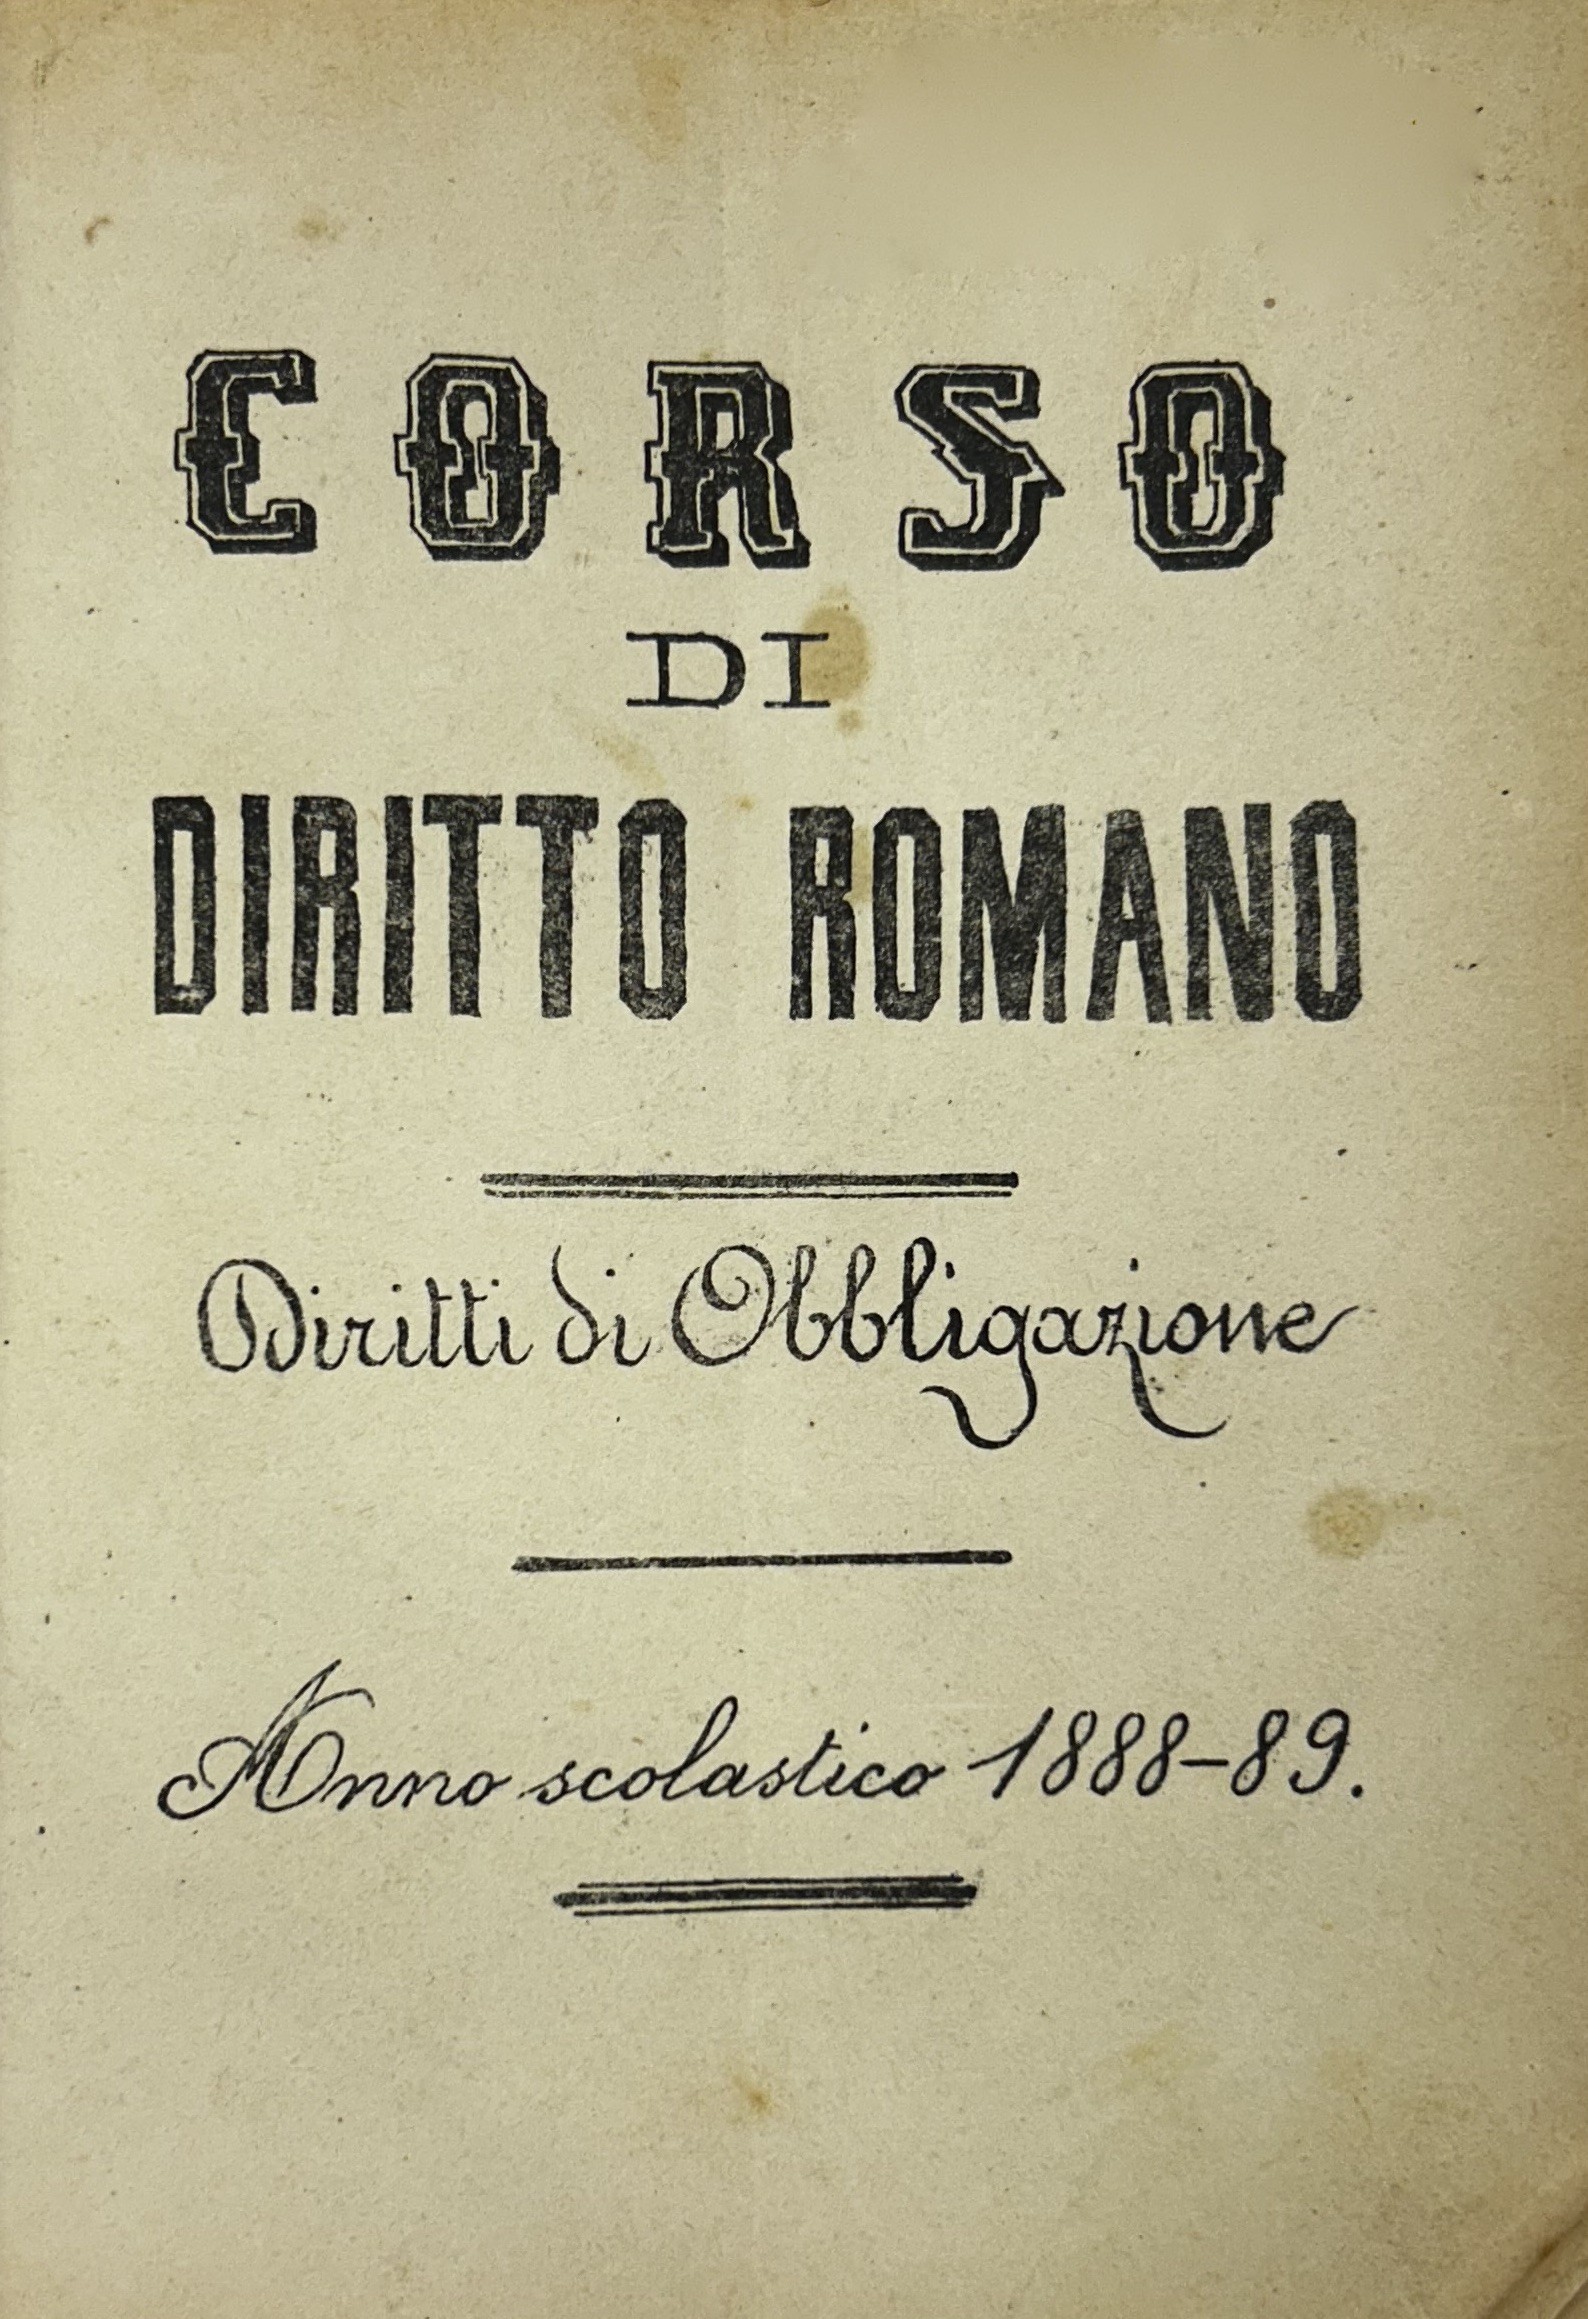 CORSO
DI
DIRITTO ROMANO
Diritti di Obbligazione
Anno scolastico 1888-89.